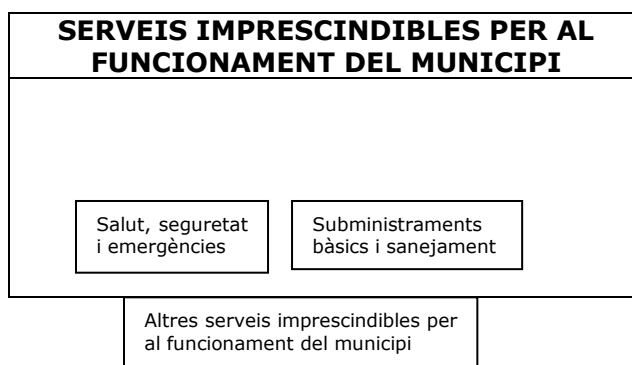 SERVEIS IMPRESCINDIBLES PER AL
FUNCIONAMENT DEL MUNICIPI
Salut, seguretat
i emergències
Subministraments
bàsics i sanejament
Altres serveis imprescindibles per
al funcionament del municipi